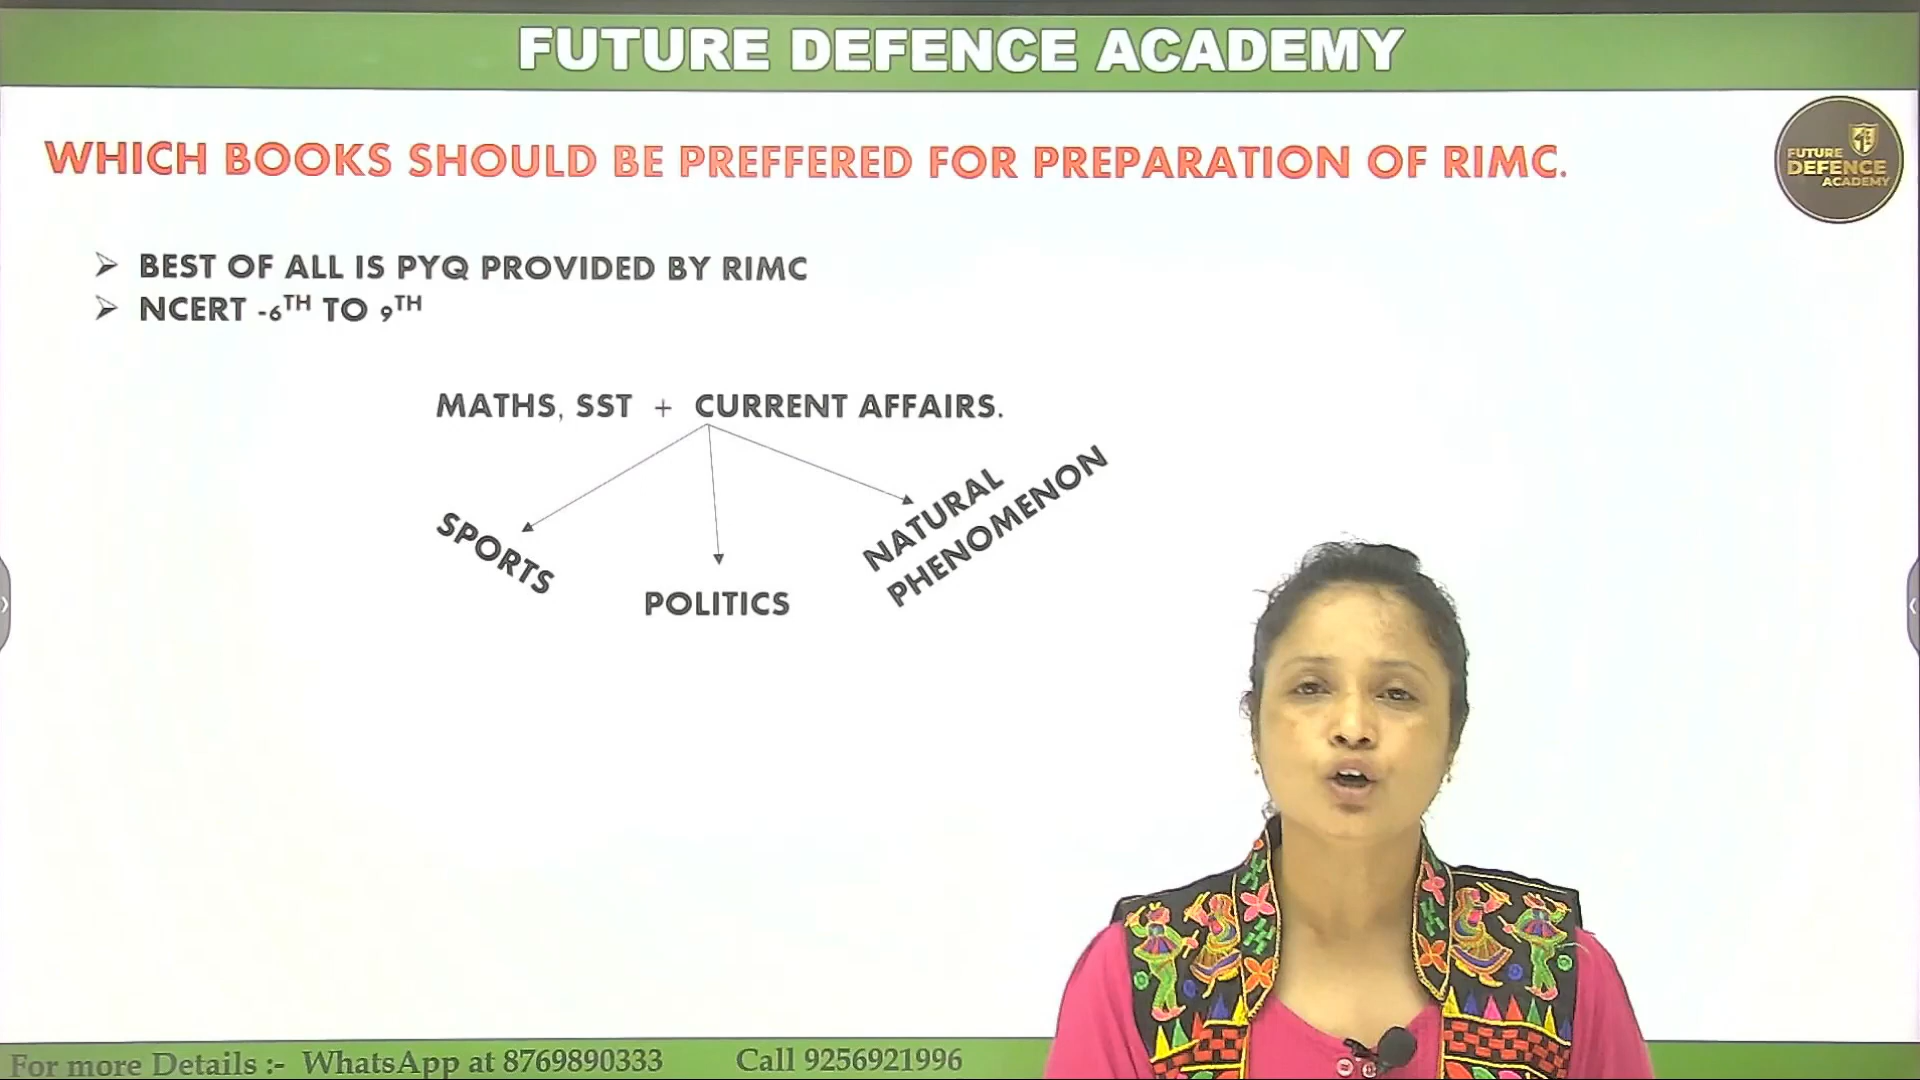 FUTURE DEFENCE ACADEMY
WHICH BOOKS SHOULD BE PREFFERED FOR PREPARATION OF RIMC.
FUTURE
DEFENCE
ACADEMY
➢ BEST OF ALL IS PYQ PROVIDED BY RIMC
➢ NCERT -6TH TO 9TH
MATHS, SST + CURRENT AFFAIRS.
SPORTS
POLITICS
NATURAL
PHENOMENON
For more Details :- WhatsApp at 8769890333 Call 9256921996